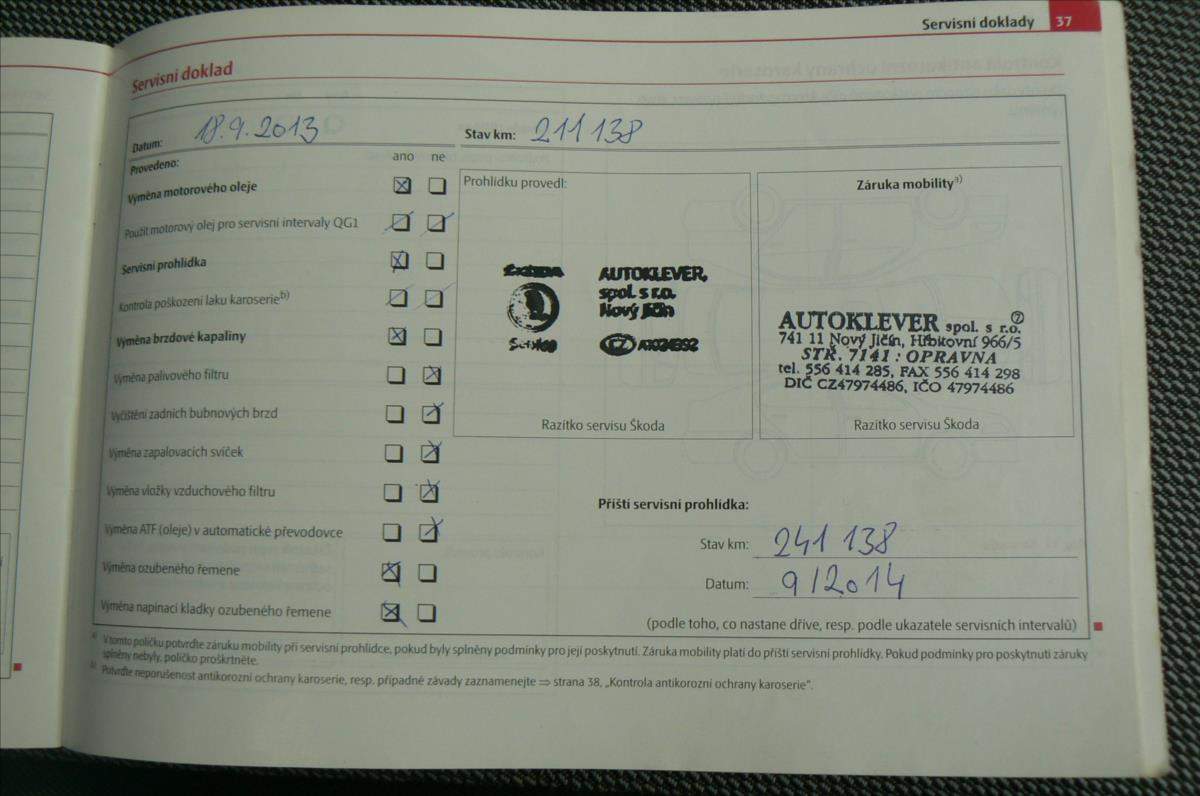 Servisní doklady 37
Servisní doklad
Datum: 18.9.2013 Stav km: 211 138
Provedeno: ano ne
Výměna motorového oleje
Použit motorový olej pro servisní intervaly QG1
Servisní prohlídka
Kontrola poškození laku karoserie b)
Výměna brzdové kapaliny
Výměna palivového filtru
Vyčištění zadních bubnových brzd
Výměna zapalovacích svíček
Výměna vložky vzduchového filtru
Výměna ATF (oleje) v automatické převodovce
Výměna ozubeného řemene
Výměna napínací kladky ozubeného řemene
Prohlídku provedl:
AUTOKLEVER,
spol. s r.o.
Nový Jičín
CZ
Servisa
Razítko servisu Škoda
Záruka mobility a)
AUTOKLEVER spol. s r.o. 7
741 11 Nový Jičín, Hřbitovní 966/5
STŘ. 7141 : OPRAVNA
tel. 556 414 285, FAX 556 414 298
DIČ CZ47974486, IČO 47974486
Razítko servisu Škoda
Příští servisní prohlídka:
Stav km: 241 138
Datum: 9/2014
(podle toho, co nastane dříve, resp. podle ukazatele servisních intervalů)
a) V tomto políčku potvrďte záruku mobility při servisní prohlídce, pokud byly splněny podmínky pro její poskytnutí. Záruka mobility platí do příští servisní prohlídky. Pokud podmínky pro poskytnutí záruky
splněny nebyly, políčko proškrtněte.
b) Potvrďte neporušenost antikorozní ochrany karoserie, resp. případné závady zaznamenejte ⇒ strana 38, „Kontrola antikorozní ochrany karoserie".